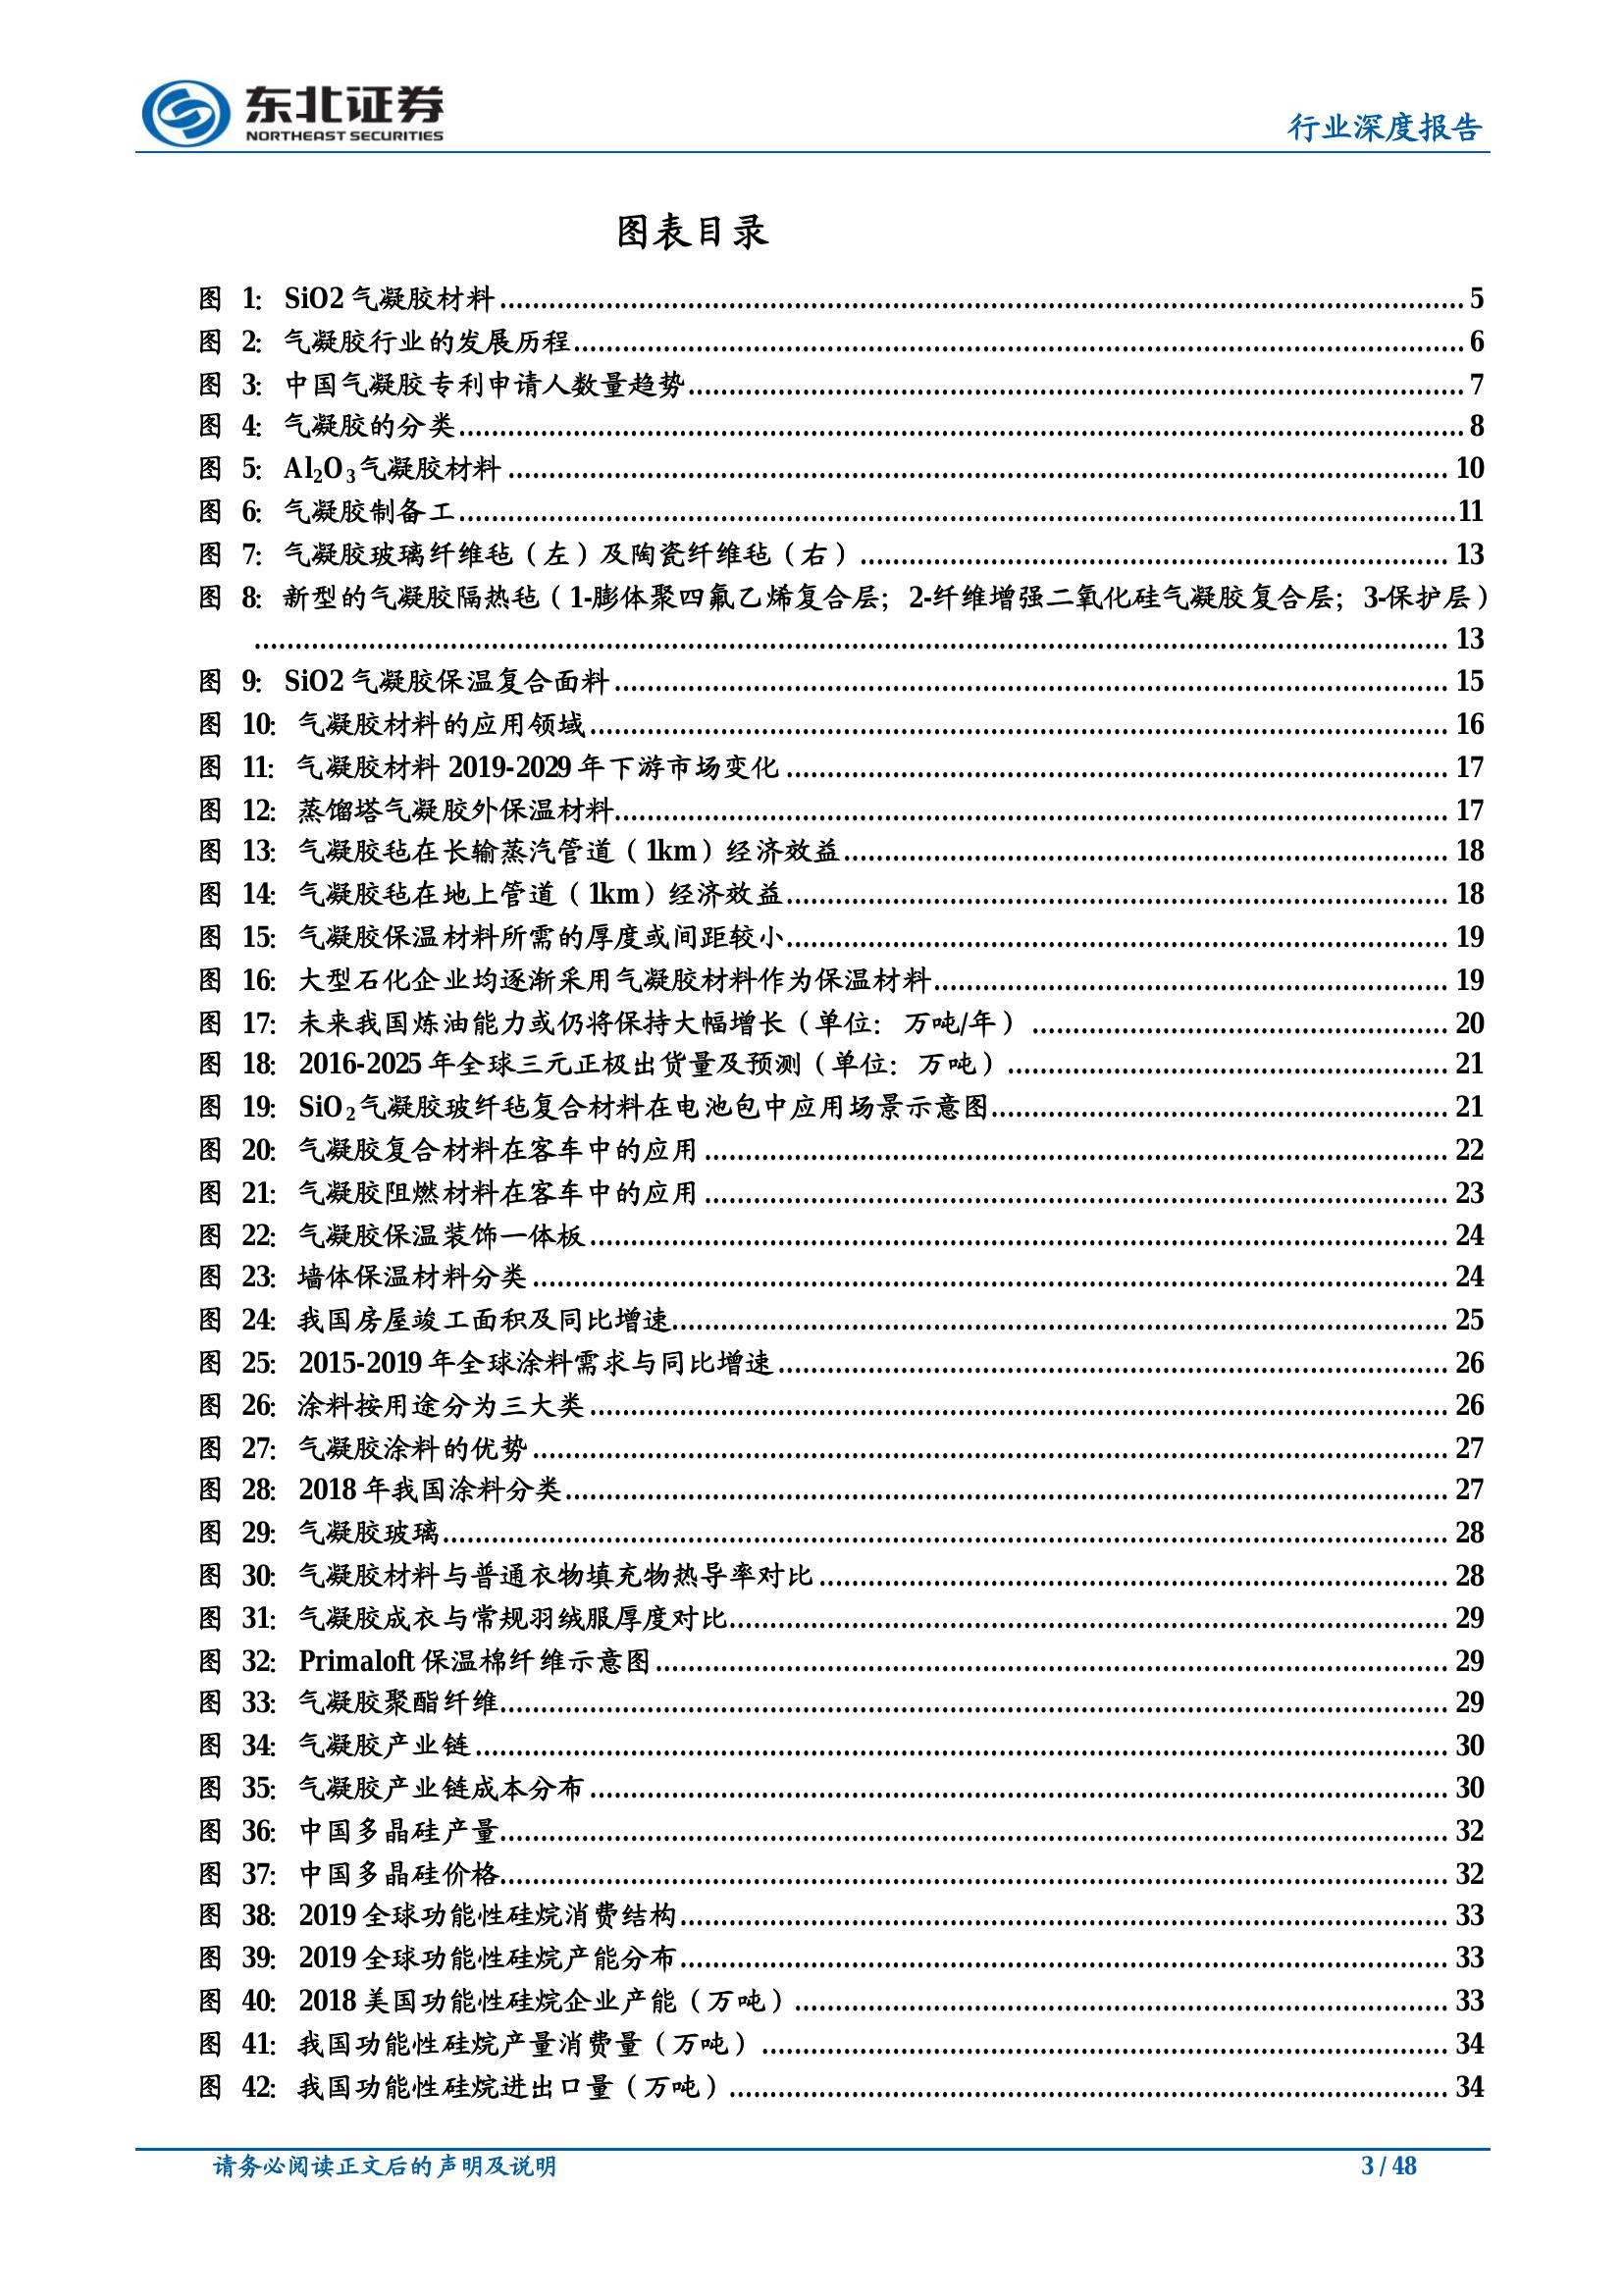 东北证券
NORTHEAST SECURITIES
行业深度报告
图表目录
图 1: SiO2 气凝胶材料 5
图 2: 气凝胶行业的发展历程 6
图 3: 中国气凝胶专利申请人数量趋势 7
图 4: 气凝胶的分类 8
图 5: Al₂O₃气凝胶材料 10
图 6: 气凝胶制备工 11
图 7: 气凝胶玻璃纤维毡（左）及陶瓷纤维毡（右） 13
图 8: 新型的气凝胶隔热毡（1-膨体聚四氟乙烯复合层; 2-纤维增强二氧化硅气凝胶复合层; 3-保护层）
13
图 9: SiO2 气凝胶保温复合面料 15
图 10: 气凝胶材料的应用领域 16
图 11: 气凝胶材料 2019-2029 年下游市场变化 17
图 12: 蒸馏塔气凝胶外保温材料 17
图 13: 气凝胶毡在长输蒸汽管道（1km）经济效益 18
图 14: 气凝胶毡在地上管道（1km）经济效益 18
图 15: 气凝胶保温材料所需的厚度或间距较小 19
图 16: 大型石化企业均逐渐采用气凝胶材料作为保温材料 19
图 17: 未来我国炼油能力或仍将保持大幅增长（单位: 万吨/年） 20
图 18: 2016-2025 年全球三元正极出货量及预测（单位: 万吨） 21
图 19: SiO₂气凝胶玻纤毡复合材料在电池包中应用场景示意图 21
图 20: 气凝胶复合材料在客车中的应用 22
图 21: 气凝胶阻燃材料在客车中的应用 23
图 22: 气凝胶保温装饰一体板 24
图 23: 墙体保温材料分类 24
图 24: 我国房屋竣工面积及同比增速 25
图 25: 2015-2019 年全球涂料需求与同比增速 26
图 26: 涂料按用途分为三大类 26
图 27: 气凝胶涂料的优势 27
图 28: 2018 年我国涂料分类 27
图 29: 气凝胶玻璃 28
图 30: 气凝胶材料与普通衣物填充物热导率对比 28
图 31: 气凝胶成衣与常规羽绒服厚度对比 29
图 32: Primaloft 保温棉纤维示意图 29
图 33: 气凝胶聚酯纤维 29
图 34: 气凝胶产业链 30
图 35: 气凝胶产业链成本分布 30
图 36: 中国多晶硅产量 32
图 37: 中国多晶硅价格 32
图 38: 2019 全球功能性硅烷消费结构 33
图 39: 2019 全球功能性硅烷产能分布 33
图 40: 2018 美国功能性硅烷企业产能（万吨） 33
图 41: 我国功能性硅烷产量消费量（万吨） 34
图 42: 我国功能性硅烷进出口量（万吨） 34
请务必阅读正文后的声明及说明 3 / 48